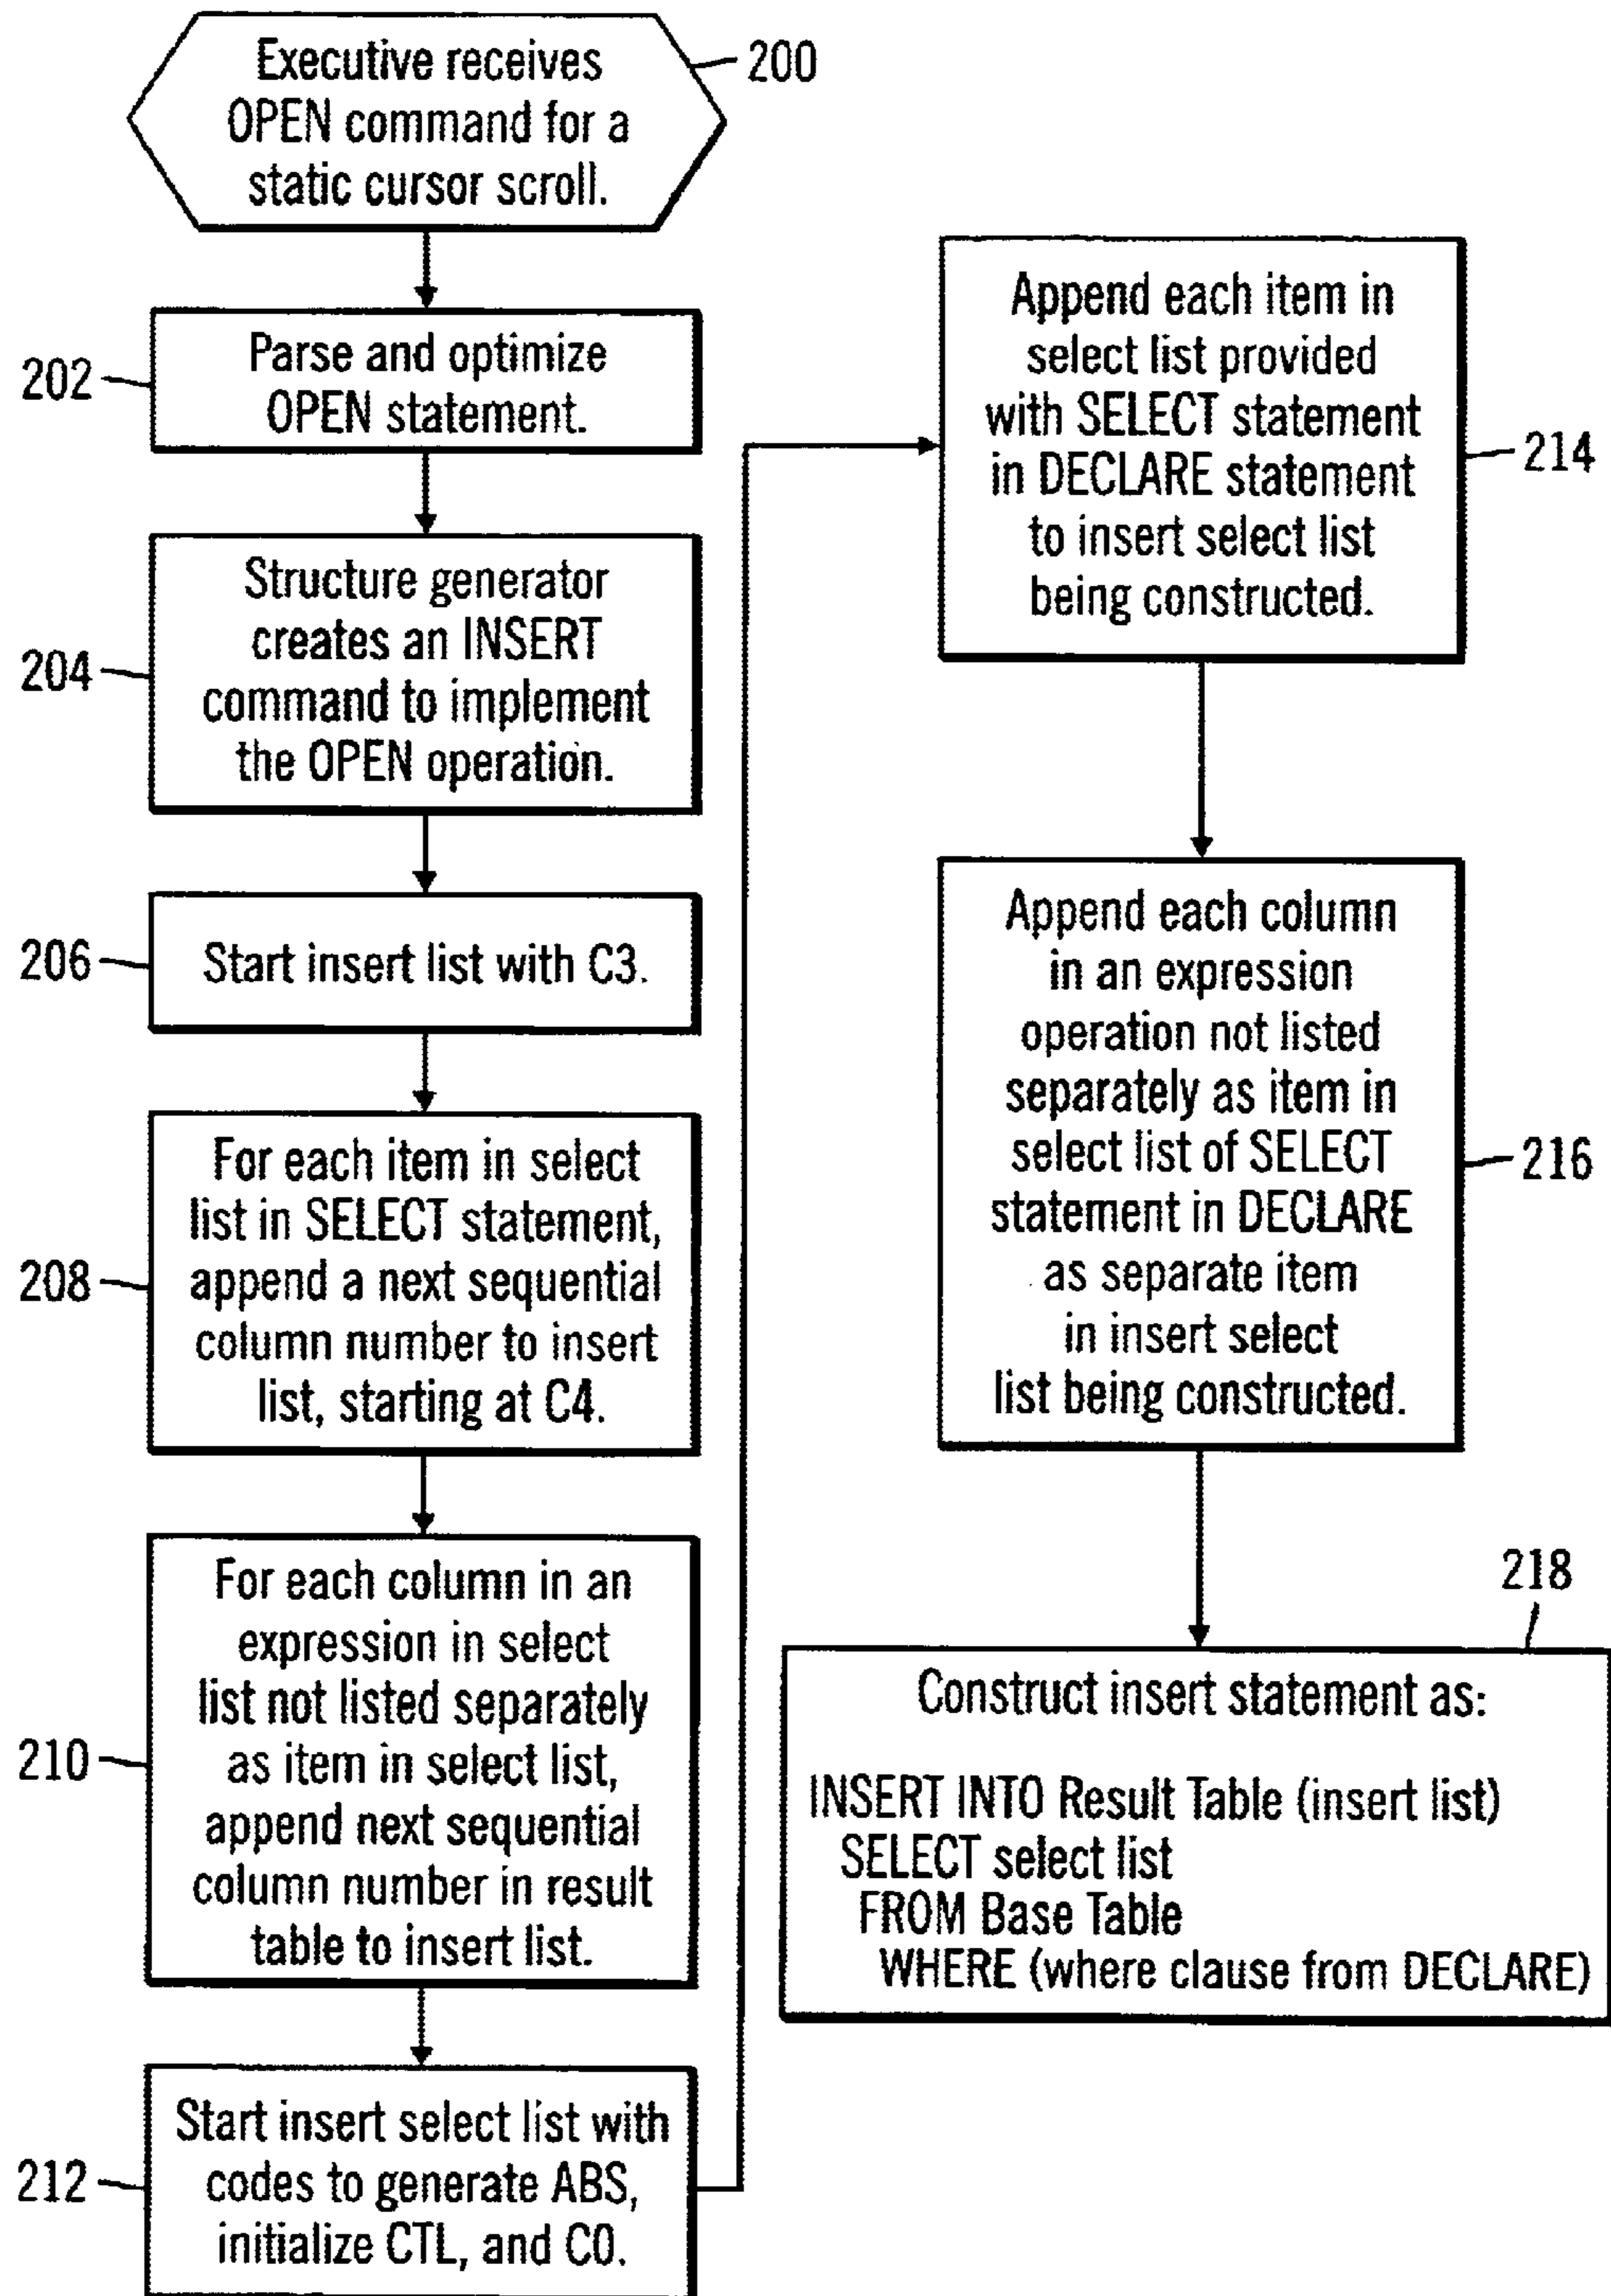 Executive receives
OPEN command for a
static cursor scroll.
200
Parse and optimize
OPEN statement.
202
Structure generator
creates an INSERT
command to implement
the OPEN operation.
204
Start insert list with C3.
206
For each item in select
list in SELECT statement,
append a next sequential
column number to insert
list, starting at C4.
208
For each column in an
expression in select
list not listed separately
as item in select list,
append next sequential
column number in result
table to insert list.
210
Start insert select list with
codes to generate ABS,
initialize CTL, and C0.
212
Append each item in
select list provided
with SELECT statement
in DECLARE statement
to insert select list
being constructed.
214
Append each column
in an expression
operation not listed
separately as item in
select list of SELECT
statement in DECLARE
as separate item
in insert select
list being constructed.
216
218
Construct insert statement as:
INSERT INTO Result Table (insert list)
SELECT select list
FROM Base Table
WHERE (where clause from DECLARE)